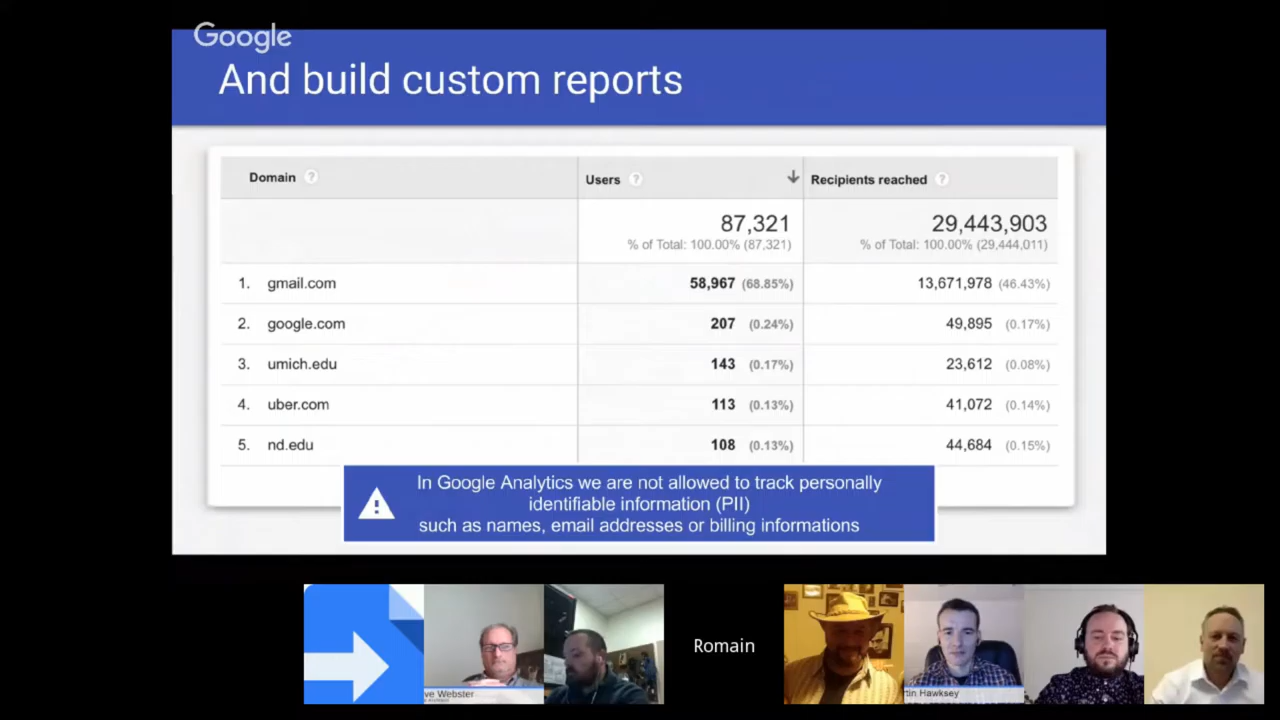 Google
And build custom reports
Domain ? Users ? Recipients reached ?
87,321 29,443,903
% of Total: 100.00% (87,321) % of Total: 100.00% (29,444,011)
1. gmail.com 58,967 (68.85%) 13,671,978 (46.43%)
2. google.com 207 (0.24%) 49,895 (0.17%)
3. umich.edu 143 (0.17%) 23,612 (0.08%)
4. uber.com 113 (0.13%) 41,072 (0.14%)
5. nd.edu 108 (0.13%) 44,684 (0.15%)
In Google Analytics we are not allowed to track personally
identifiable information (PII)
such as names, email addresses or billing informations
Romain
ve Webster
tin Hawksey